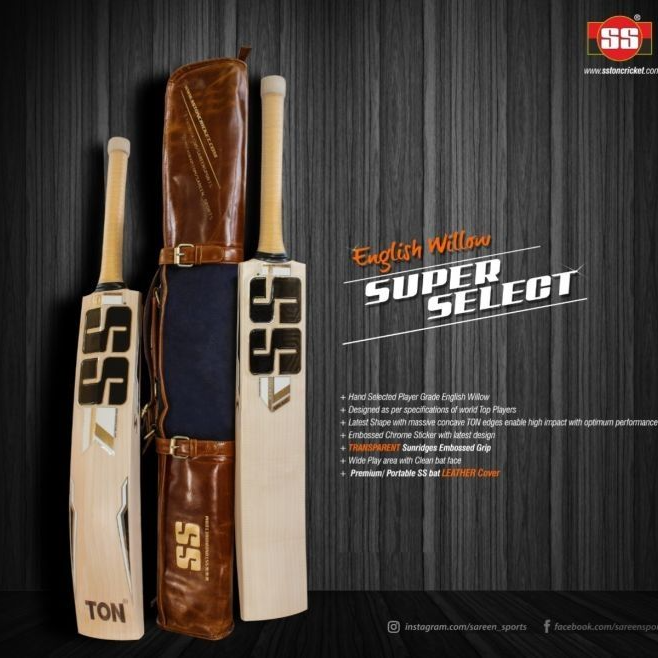 SS®
www.sstoncricket.com
English Willow
SUPER
SELECT
+ Hand Selected Player Grade English Willow
+ Designed as per specifications of world Top Players
+ Latest Shape with massive concave TON edges enable high impact with optimum performance
+ Embossed Chrome Sticker with latest design
+ TRANSPARENT Sunridges Embossed Grip
+ Wide Play area with Clean bat face
+ Premium/ Portable SS bat LEATHER Cover
SS
SS
SS
TON
instagram.com/sareen_sports
facebook.com/sareenspor